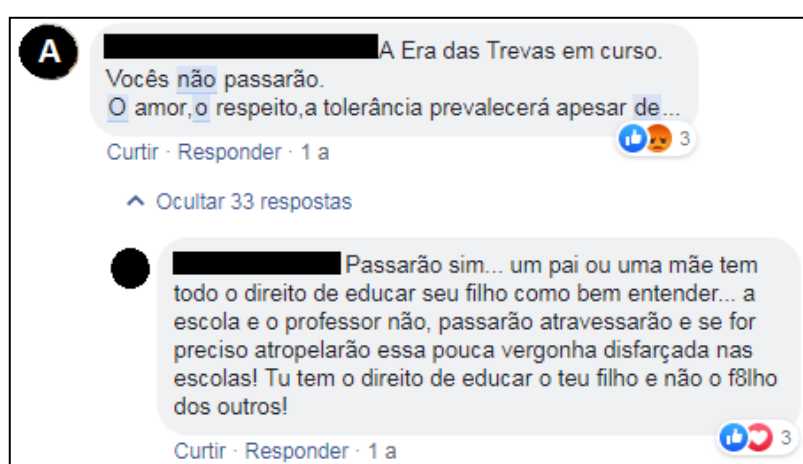 A
A Era das Trevas em curso.
Vocês não passarão.
O amor,o respeito,a tolerância prevalecerá apesar de...
3
Curtir · Responder · 1 a
Ocultar 33 respostas
Passarão sim... um pai ou uma mãe tem
todo o direito de educar seu filho como bem entender... a
escola e o professor não, passarão atravessarão e se for
preciso atropelarão essa pouca vergonha disfarçada nas
escolas! Tu tem o direito de educar o teu filho e não o f8lho
dos outros!
3
Curtir · Responder · 1 a